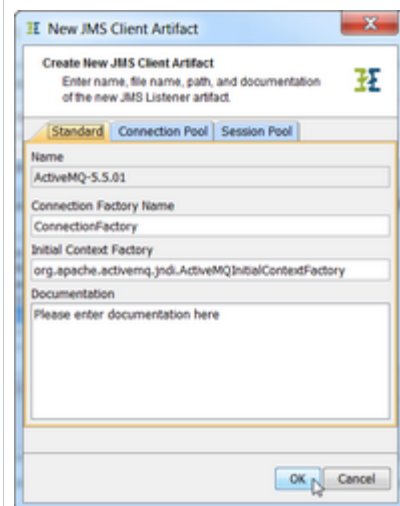 New JMS Client Artifact
Create New JMS Client Artifact
Enter name, file name, path, and documentation
of the new JMS Listener artifact.
Standard Connection Pool Session Pool
Name
ActiveMQ-5.5.01
Connection Factory Name
ConnectionFactory
Initial Context Factory
org.apache.activemq.jndi.ActiveMQInitialContextFactory
Documentation
Please enter documentation here
OK Cancel